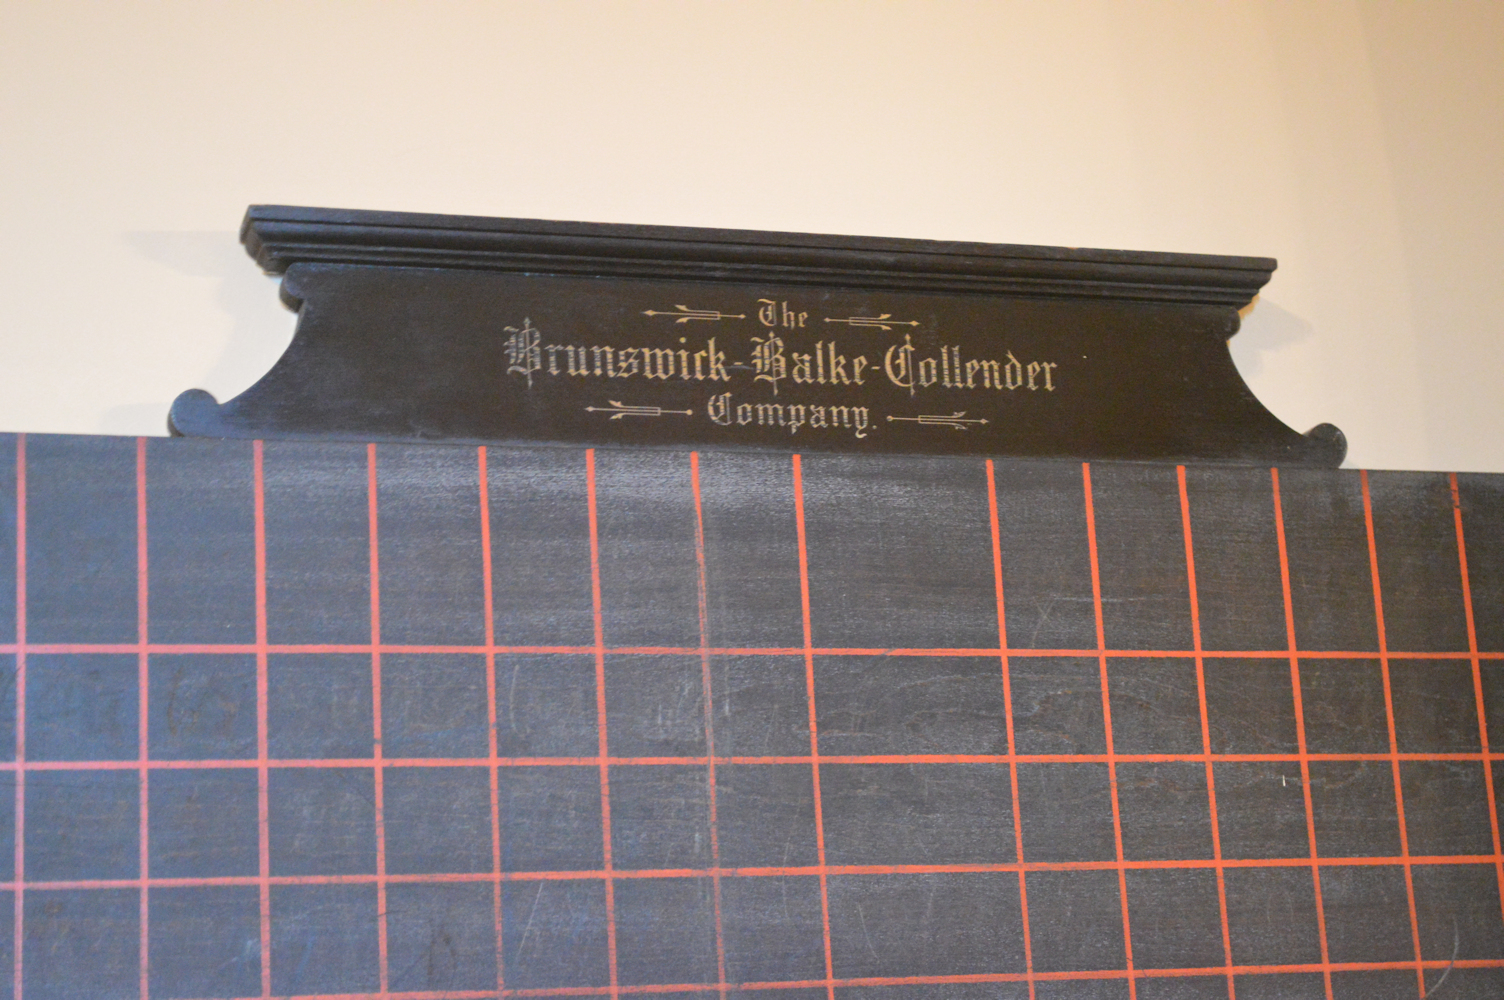 The
Brunswick-Balke-Collender
Company.